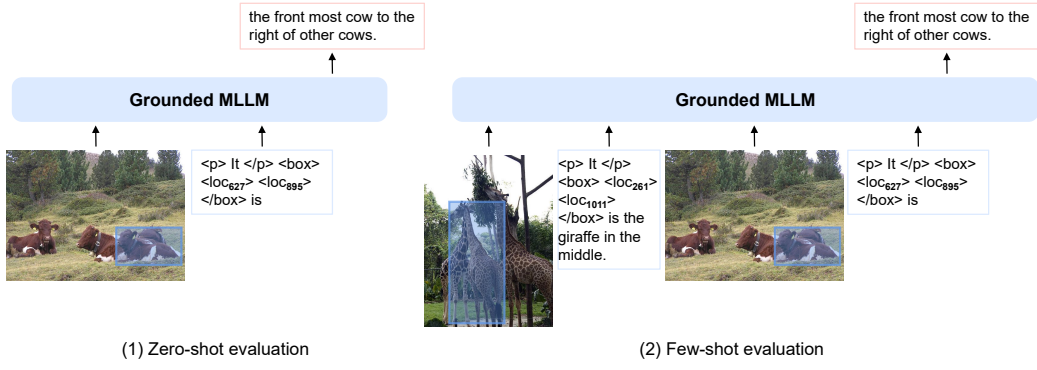 the front most cow to the
right of other cows.
Grounded MLLM
<p> It </p> <box>
<loc627> <loc895>
</box> is
(1) Zero-shot evaluation
the front most cow to the
right of other cows.
Grounded MLLM
<p> It </p>
<box> <loc261>
<loc1011>
</box> is the
giraffe in the
middle.
<p> It </p> <box>
<loc627> <loc895>
</box> is
(2) Few-shot evaluation